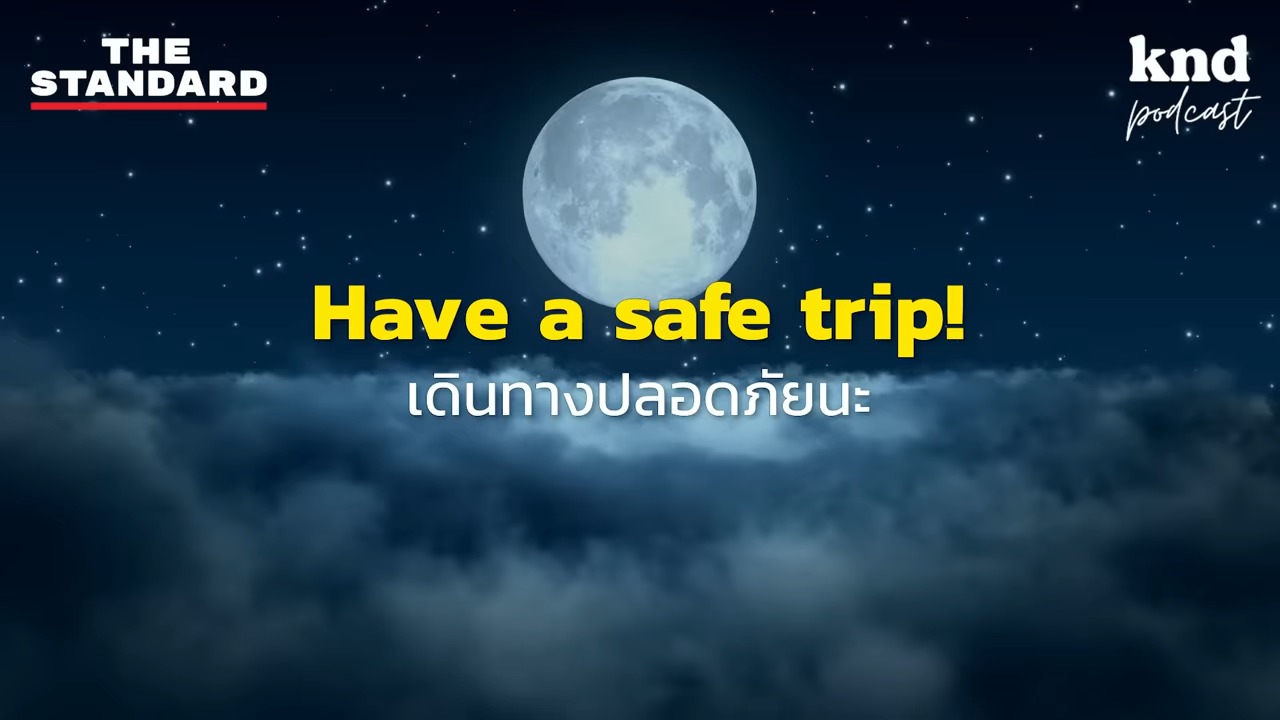 THE
STANDARD
knd
podcast
Have a safe trip!
เดินทางปลอดภัยนะ